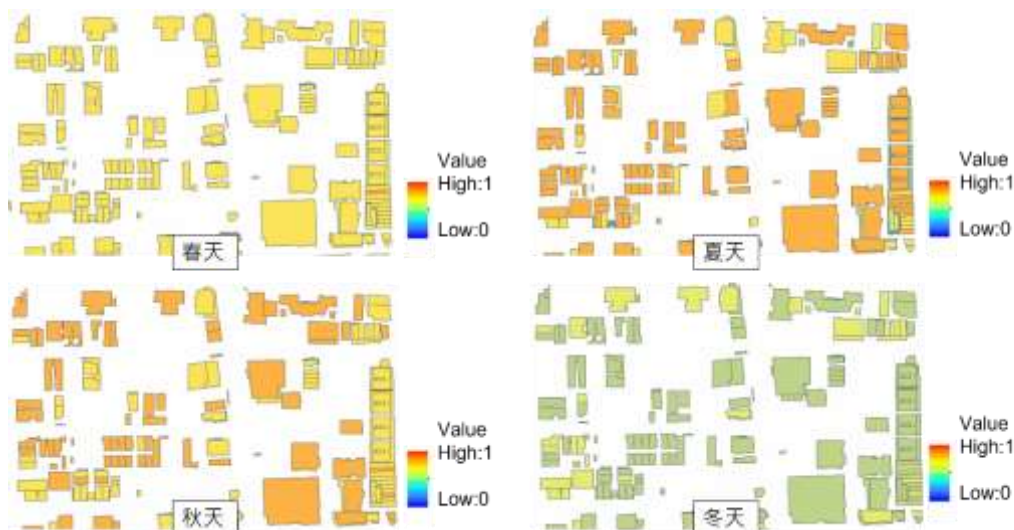 Value
High:1
Low:0
春天
Value
High:1
Low:0
夏天
Value
High:1
Low:0
秋天
Value
High:1
Low:0
冬天